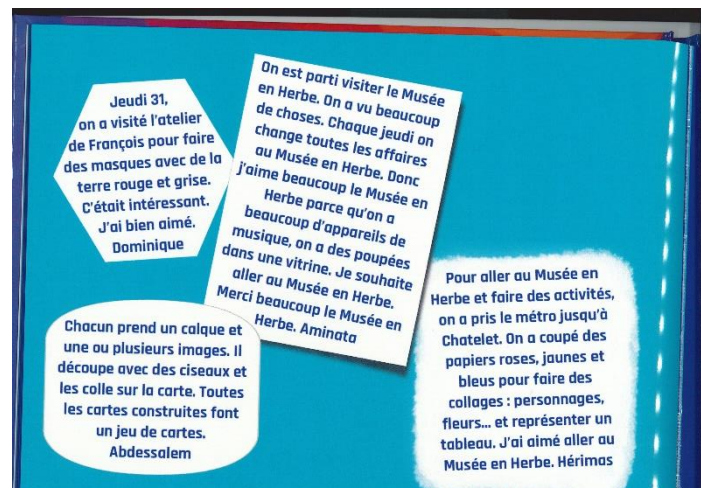 Jeudi 31,
on a visité l'atelier
de François pour faire
des masques avec de la
terre rouge et grise.
C'était intéressant.
J'ai bien aimé.
Dominique
On est parti visiter le Musée
en Herbe. On a vu beaucoup
de choses. Chaque jeudi on
change toutes les affaires
au Musée en Herbe. Donc
j'aime beaucoup le Musée en
Herbe parce qu'on a
beaucoup d'appareils de
musique, on a des poupées
dans une vitrine. Je souhaite
aller au Musée en Herbe.
Merci beaucoup le Musée en
Herbe. Aminata
Chacun prend un calque et
une ou plusieurs images. Il
découpe avec des ciseaux et
les colle sur la carte. Toutes
les cartes construites font
un jeu de cartes.
Abdessalem
Pour aller au Musée en
Herbe et faire des activités,
on a pris le métro jusqu'à
Chatelet. On a coupé des
papiers roses, jaunes et
bleus pour faire des
collages : personnages,
fleurs... et représenter un
tableau. J'ai aimé aller au
Musée en Herbe. Hérimas